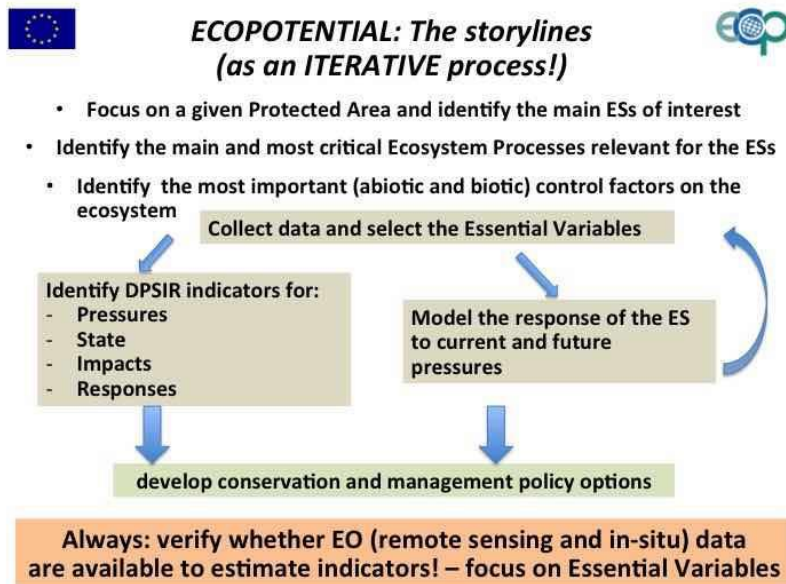 ECOPOTENTIAL: The storylines
(as an ITERATIVE process!)
ecp
• Focus on a given Protected Area and identify the main ESs of interest
• Identify the main and most critical Ecosystem Processes relevant for the ESs
• Identify the most important (abiotic and biotic) control factors on the
ecosystem
Collect data and select the Essential Variables
Identify DPSIR indicators for:
- Pressures
- State
- Impacts
- Responses
Model the response of the ES
to current and future
pressures
develop conservation and management policy options
Always: verify whether EO (remote sensing and in-situ) data
are available to estimate indicators! – focus on Essential Variables